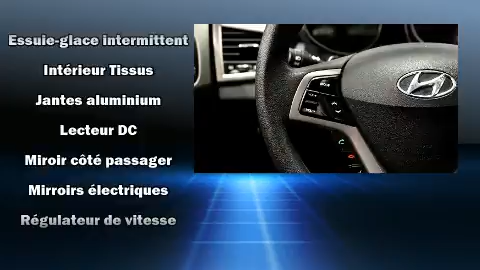 Essuie-glace intermittent
Intérieur Tissus
Jantes aluminium
Lecteur DC
Miroir côté passager
Mirroirs électriques
Régulateur de vitesse